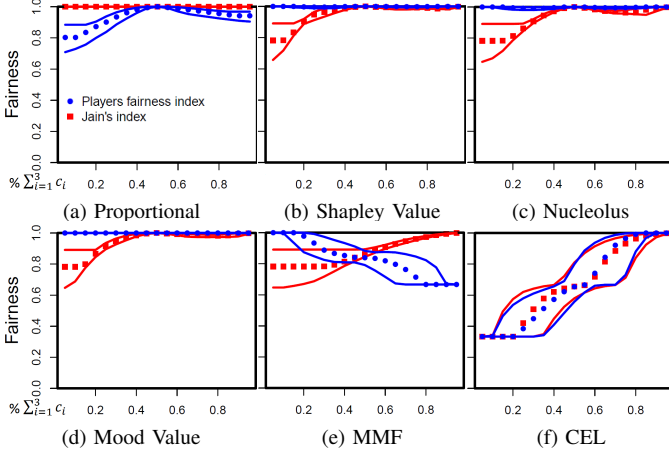 Fairness
0.0 0.2 0.4 0.6 0.8 1.0
Players fairness index
Jain's index
% ∑³ᵢ₌₁ cᵢ
0.2 0.4 0.6 0.8
0.2 0.4 0.6 0.8
0.2 0.4 0.6 0.8
(a) Proportional
(b) Shapley Value
(c) Nucleolus
Fairness
0.0 0.2 0.4 0.6 0.8 1.0
% ∑³ᵢ₌₁ cᵢ
0.2 0.4 0.6 0.8
0.2 0.4 0.6 0.8
0.2 0.4 0.6 0.8
(d) Mood Value
(e) MMF
(f) CEL